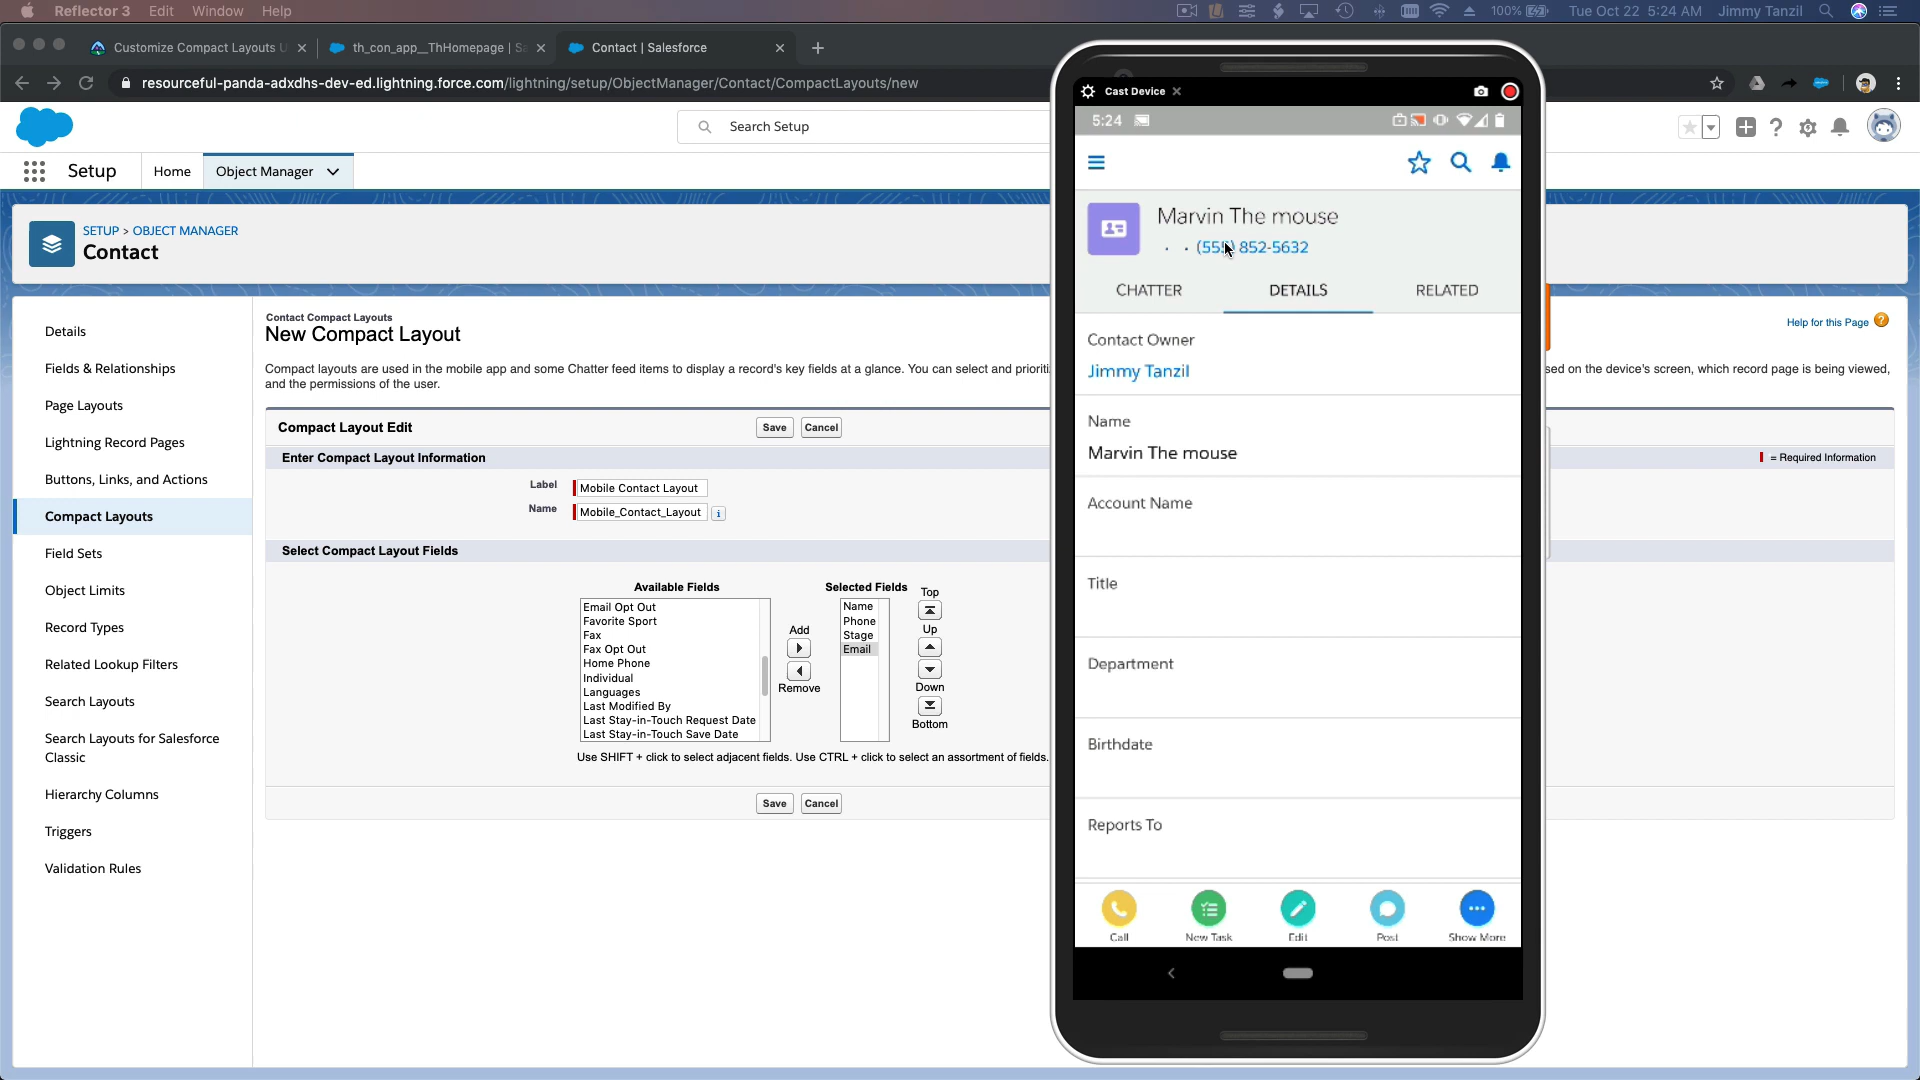 Reflector 3 Edit Window Help
100% Tue Oct 22 5:24 AM Jimmy Tanzil
Customize Compact Layouts U
th_con_app__ThHomepage | Sa
Contact | Salesforce
resourceful-panda-adxdhs-dev-ed.lightning.force.com/lightning/setup/ObjectManager/Contact/CompactLayouts/new
Search Setup
Setup
Home
Object Manager
SETUP > OBJECT MANAGER
Contact
Details
Fields & Relationships
Page Layouts
Lightning Record Pages
Buttons, Links, and Actions
Compact Layouts
Field Sets
Object Limits
Record Types
Related Lookup Filters
Search Layouts
Search Layouts for Salesforce
Classic
Hierarchy Columns
Triggers
Validation Rules
Contact Compact Layouts
New Compact Layout
Help for this Page
Compact layouts are used in the mobile app and some Chatter feed items to display a record's key fields at a glance. You can select and prioriti
sed on the device's screen, which record page is being viewed,
and the permissions of the user.
Compact Layout Edit
Save Cancel
Enter Compact Layout Information
= Required Information
Label Mobile Contact Layout
Name Mobile_Contact_Layout
Select Compact Layout Fields
Available Fields
Email Opt Out
Favorite Sport
Fax
Fax Opt Out
Home Phone
Individual
Languages
Last Modified By
Last Stay-in-Touch Request Date
Last Stay-in-Touch Save Date
Add
Remove
Selected Fields
Name
Phone
Stage
Email
Top
Up
Down
Bottom
Use SHIFT + click to select adjacent fields. Use CTRL + click to select an assortment of fields.
Save Cancel
Cast Device
5:24
Marvin The mouse
852-5632
CHATTER DETAILS RELATED
Contact Owner
Jimmy Tanzil
Name
Marvin The mouse
Account Name
Title
Department
Birthdate
Reports To
Call New Task Edit Post Show More